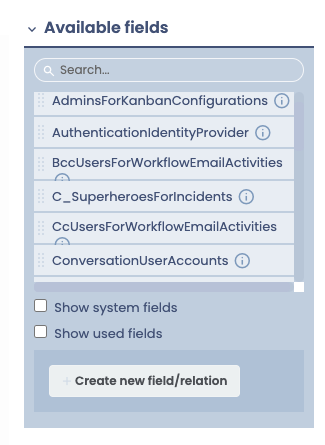 Available fields
Search...
AdminsForKanbanConfigurations
AuthenticationIdentityProvider
BccUsersForWorkflowEmailActivities
C_SuperheroesForIncidents
CcUsersForWorkflowEmailActivities
ConversationUserAccounts
Show system fields
Show used fields
+ Create new field/relation